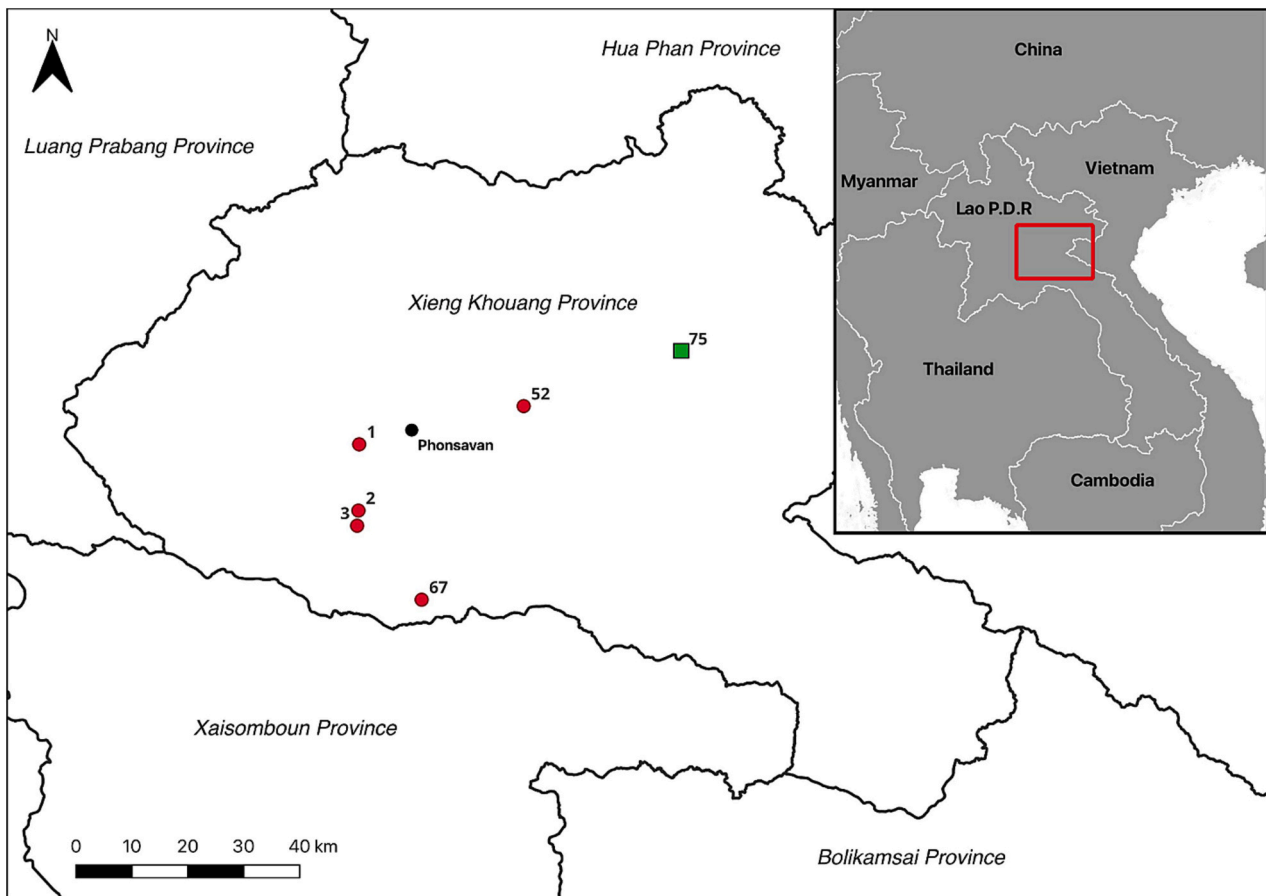 N
Hua Phan Province
Luang Prabang Province
Xieng Khouang Province
75
52
1
Phonsavan
2
3
67
Xaisomboun Province
Bolikamsai Province
0 10 20 30 40 km
China
Myanmar
Vietnam
Lao P.D.R
Thailand
Cambodia